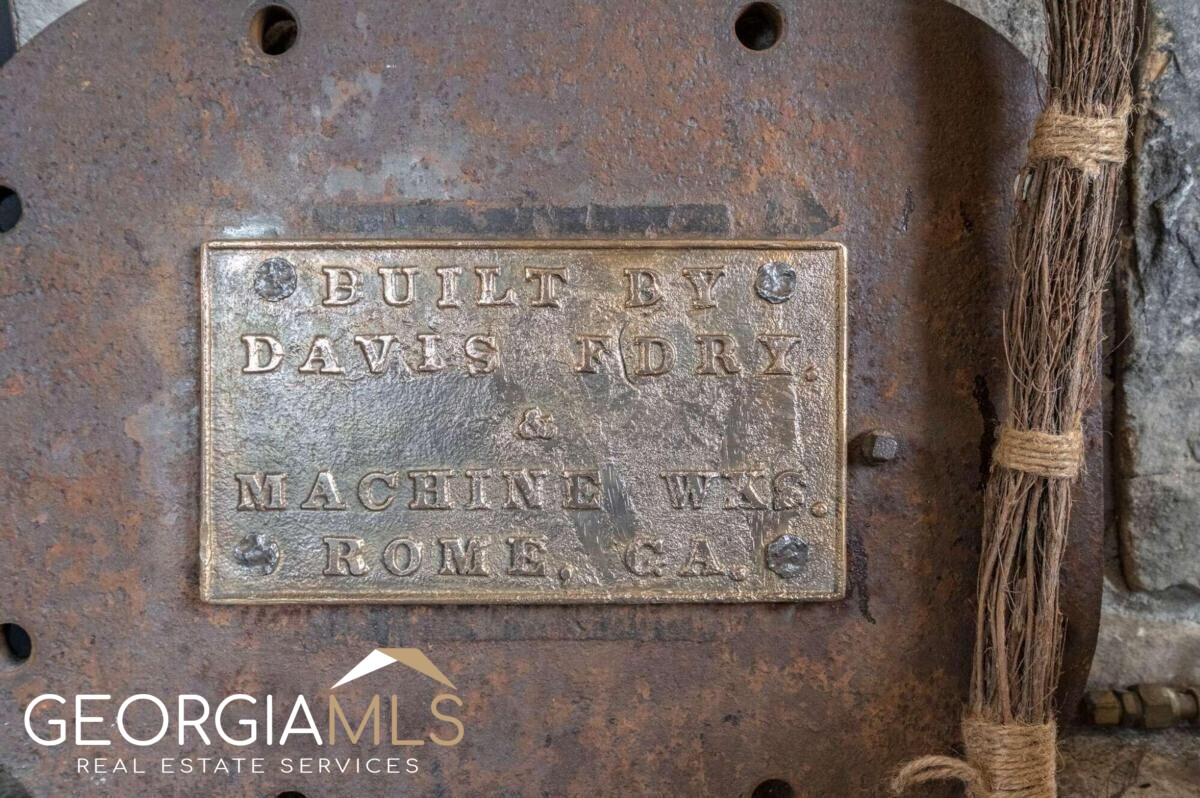 BUILT BY
DAVIS FDRY.
&
MACHINE WKS.
ROME, GA.
GEORGIAMLS
REAL ESTATE SERVICES